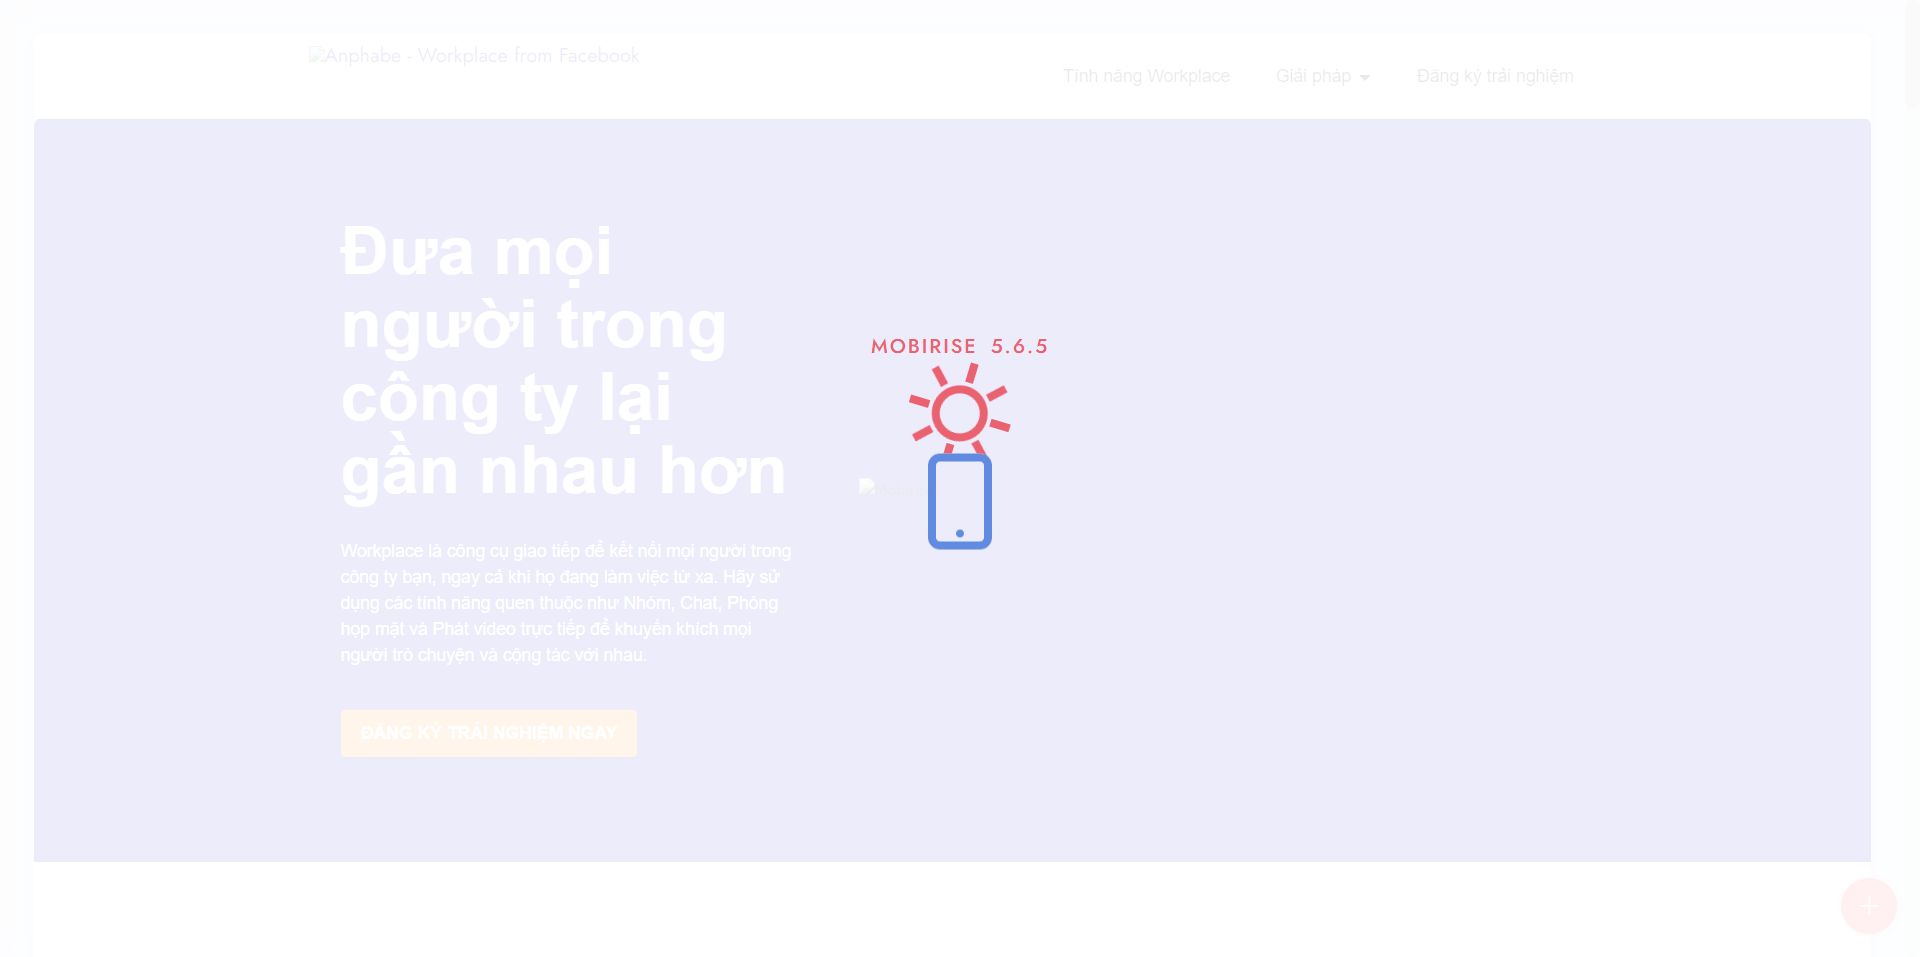 Anphabe - Workplace from Facebook
Tính năng Workplace
Giải pháp
Đăng ký trải nghiệm
Đưa mọi
người trong
công ty lại
gần nhau hơn
MOBIRISE 5.6.5
Workplace là công cụ giao tiếp để kết nối mọi người trong
công ty bạn, ngay cả khi họ đang làm việc từ xa. Hãy sử
dụng các tính năng quen thuộc như Nhóm, Chat, Phòng
họp mặt và Phát video trực tiếp để khuyến khích mọi
người trò chuyện và cộng tác với nhau.
ĐĂNG KÝ TRẢI NGHIỆM NGAY